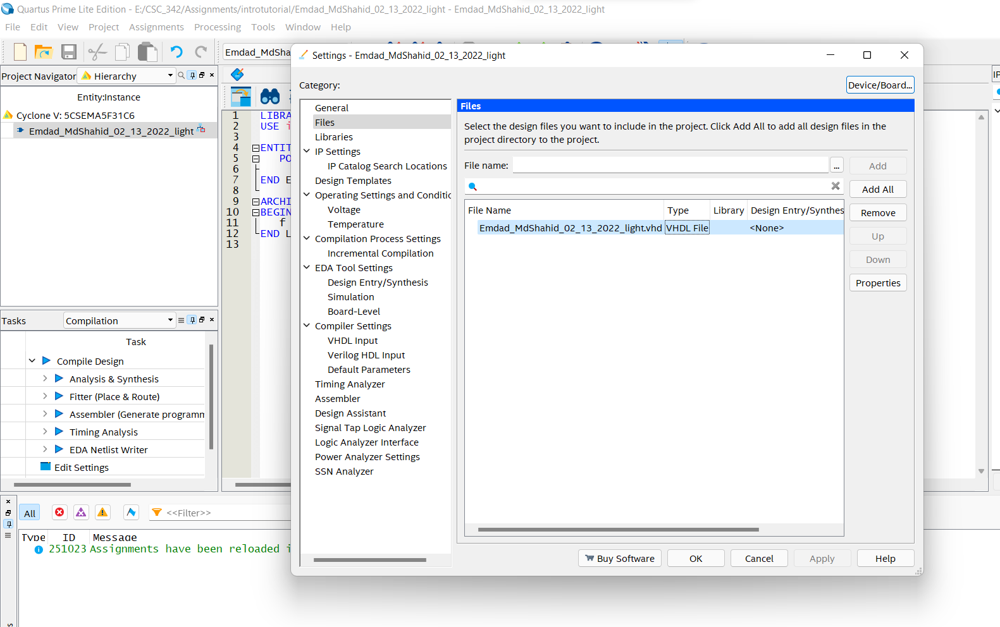 Quartus Prime Lite Edition - E:/CSC_342/Assignments/introtutorial/Emdad_MdShahid_02_13_2022_light - Emdad_MdShahid_02_13_2022_light
File Edit View Project Assignments Processing Tools Window Help
Emdad_MdSha
Project Navigator Hierarchy
Entity:Instance
Cyclone V: 5CSEMA5F31C6
Emdad_MdShahid_02_13_2022_light
Tasks Compilation
Task
Compile Design
Analysis & Synthesis
Fitter (Place & Route)
Assembler (Generate programm
Timing Analysis
EDA Netlist Writer
Edit Settings
1 LIBRA
2 USE i
3
4 ENTIT
5 PO
6
7 END E
8
9 ARCHI
10 BEGIN
11 f
12 END L
13
All <<Filter>>
Type ID Message
251023 Assignments have been reloaded i
Settings - Emdad_MdShahid_02_13_2022_light
Category:
Device/Board...
General
Files
Libraries
IP Settings
IP Catalog Search Locations
Design Templates
Operating Settings and Conditio
Voltage
Temperature
Compilation Process Settings
Incremental Compilation
EDA Tool Settings
Design Entry/Synthesis
Simulation
Board-Level
Compiler Settings
VHDL Input
Verilog HDL Input
Default Parameters
Timing Analyzer
Assembler
Design Assistant
Signal Tap Logic Analyzer
Logic Analyzer Interface
Power Analyzer Settings
SSN Analyzer
Files
Select the design files you want to include in the project. Click Add All to add all design files in the
project directory to the project.
File name: ... Add
Add All
File Name Type Library Design Entry/Synthes
Remove
Emdad_MdShahid_02_13_2022_light.vhd VHDL File <None>
Up
Down
Properties
Buy Software OK Cancel Apply Help
IP